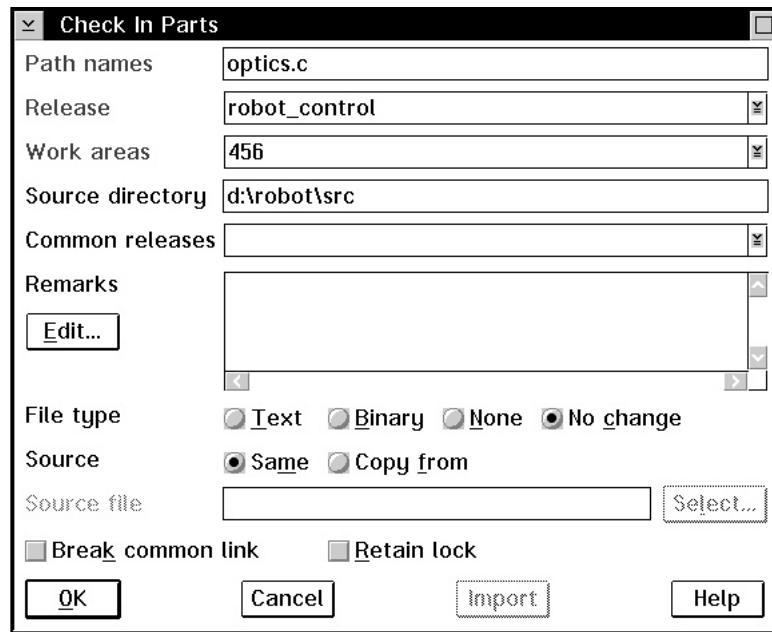 Check In Parts
Path names optics.c
Release robot_control
Work areas 456
Source directory d:\robot\src
Common releases
Remarks
Edit...
File type Text Binary None No change
Source Same Copy from
Source file Select...
Break common link Retain lock
OK Cancel Import Help